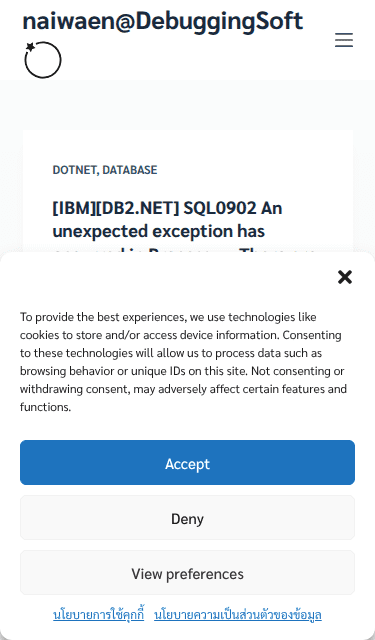 naiwaen@DebuggingSoft
DOTNET, DATABASE
[IBM][DB2.NET] SQL0902 An
unexpected exception has
To provide the best experiences, we use technologies like
cookies to store and/or access device information. Consenting
to these technologies will allow us to process data such as
browsing behavior or unique IDs on this site. Not consenting or
withdrawing consent, may adversely affect certain features and
functions.
Accept
Deny
View preferences
นโยบายการใช้คุกกี้ นโยบายความเป็นส่วนตัวของข้อมูล